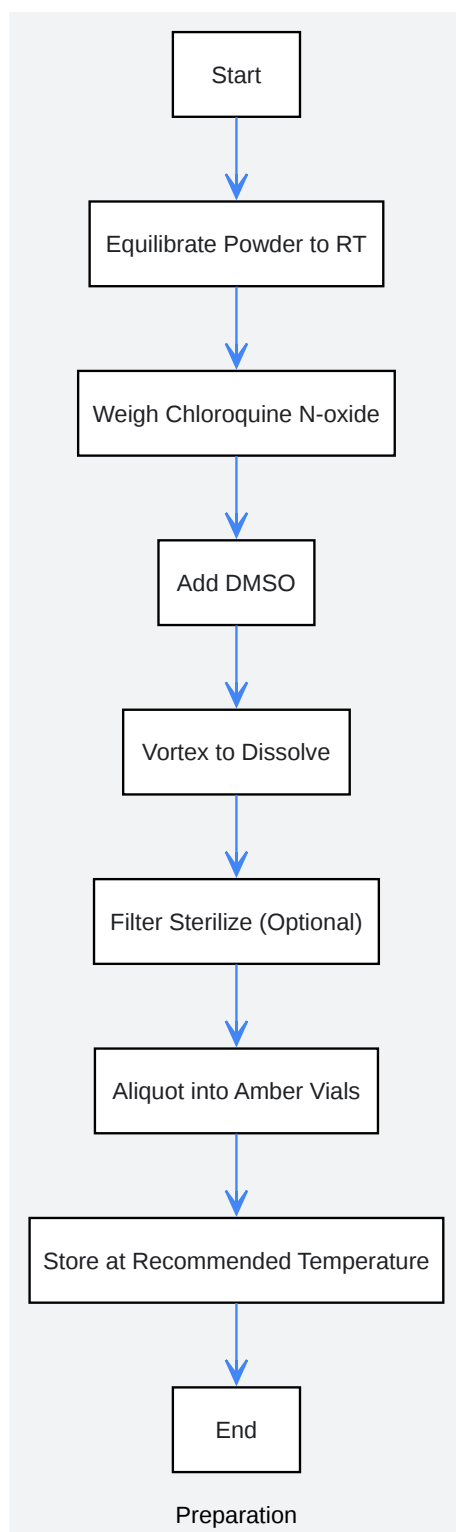 Start
Equilibrate Powder to RT
Weigh Chloroquine N-oxide
Add DMSO
Vortex to Dissolve
Filter Sterilize (Optional)
Aliquot into Amber Vials
Store at Recommended Temperature
End
Preparation